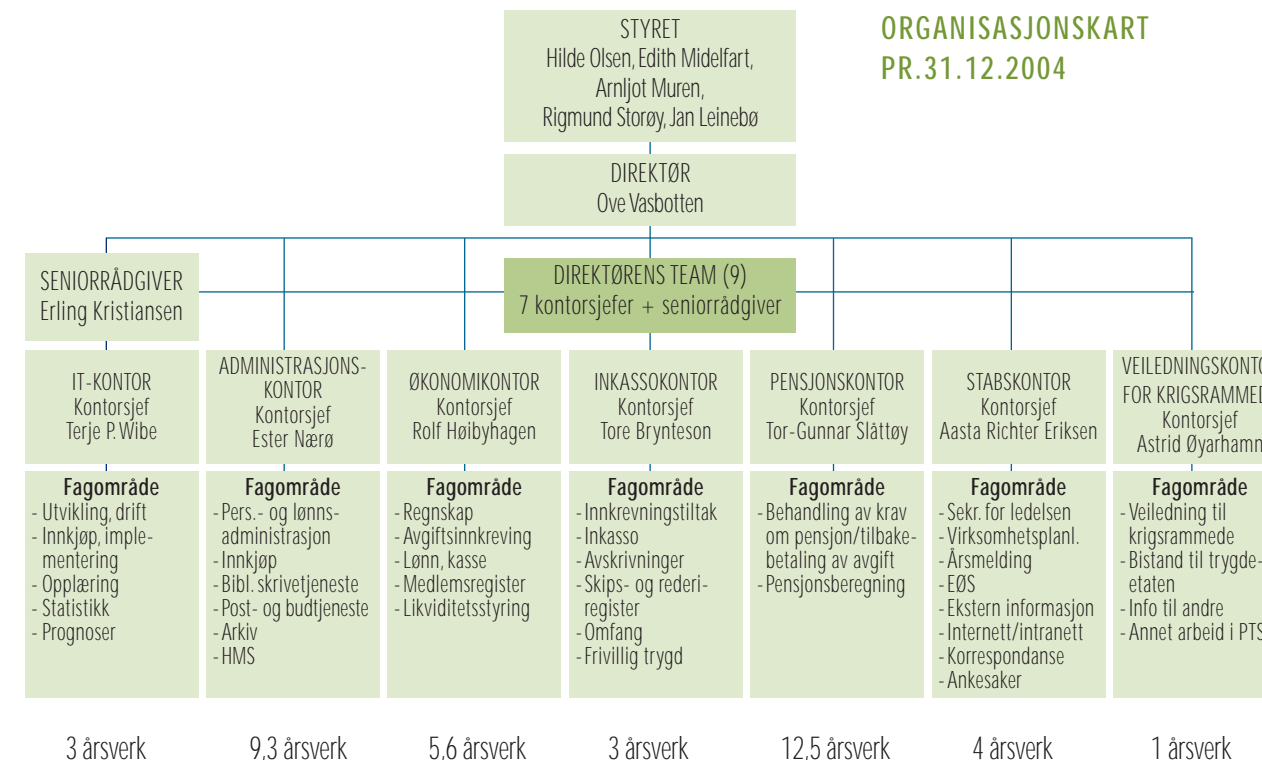 ORGANISASJONSKART
PR.31.12.2004
STYRET
Hilde Olsen, Edith Midelfart,
Arnljot Muren,
Rigmund Storøy, Jan Leinebø
DIREKTØR
Ove Vasbotten
SENIORRÅDGIVER
Erling Kristiansen
DIREKTØRENS TEAM (9)
7 kontorsjefer + seniorrådgiver
IT-KONTOR
Kontorsjef
Terje P. Wibe
Fagområde
- Utvikling, drift
- Innkjøp, imple-
mentering
- Opplæring
- Statistikk
- Prognoser
3 årsverk
ADMINISTRASJONS-
KONTOR
Kontorsjef
Ester Nærø
Fagområde
- Pers.- og lønns-
administrasjon
- Innkjøp
- Bibl. skrivetjeneste
- Post- og budtjeneste
- Arkiv
- HMS
9,3 årsverk
ØKONOMIKONTOR
Kontorsjef
Rolf Høibyhagen
Fagområde
- Regnskap
- Avgiftsinnkreving
- Lønn, kasse
- Medlemsregister
- Likviditetsstyring
5,6 årsverk
INKASSOKONTOR
Kontorsjef
Tore Brynteson
Fagområde
- Innkrevningstiltak
- Inkasso
- Avskrivninger
- Skips- og rederi-
register
- Omfang
- Frivillig trygd
3 årsverk
PENSJONSKONTOR
Kontorsjef
Tor-Gunnar Slåttøy
Fagområde
- Behandling av krav
om pensjon/tilbake-
betaling av avgift
- Pensjonsberegning
12,5 årsverk
STABSKONTOR
Kontorsjef
Aasta Richter Eriksen
Fagområde
- Sekr. for ledelsen
- Virksomhetsplanl.
- Årsmelding
- EØS
- Ekstern informasjon
- Internett/intranett
- Korrespondanse
- Ankesaker
4 årsverk
VEILEDNINGSKONTO
FOR KRIGSRAMMED
Kontorsjef
Astrid Øyarhamn
Fagområde
- Veiledning til
krigsrammede
- Bistand til trygde-
etaten
- Info til andre
- Annet arbeid i PTS
1 årsverk